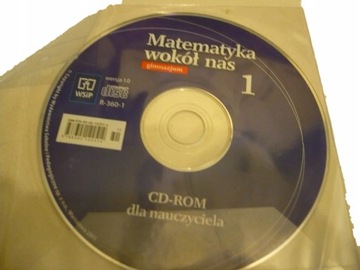 Matematyka
wokół nas
gimnazjum
1
wersja 1.0
WSiP
R-360-1
CD-ROM
dla nauczyciela